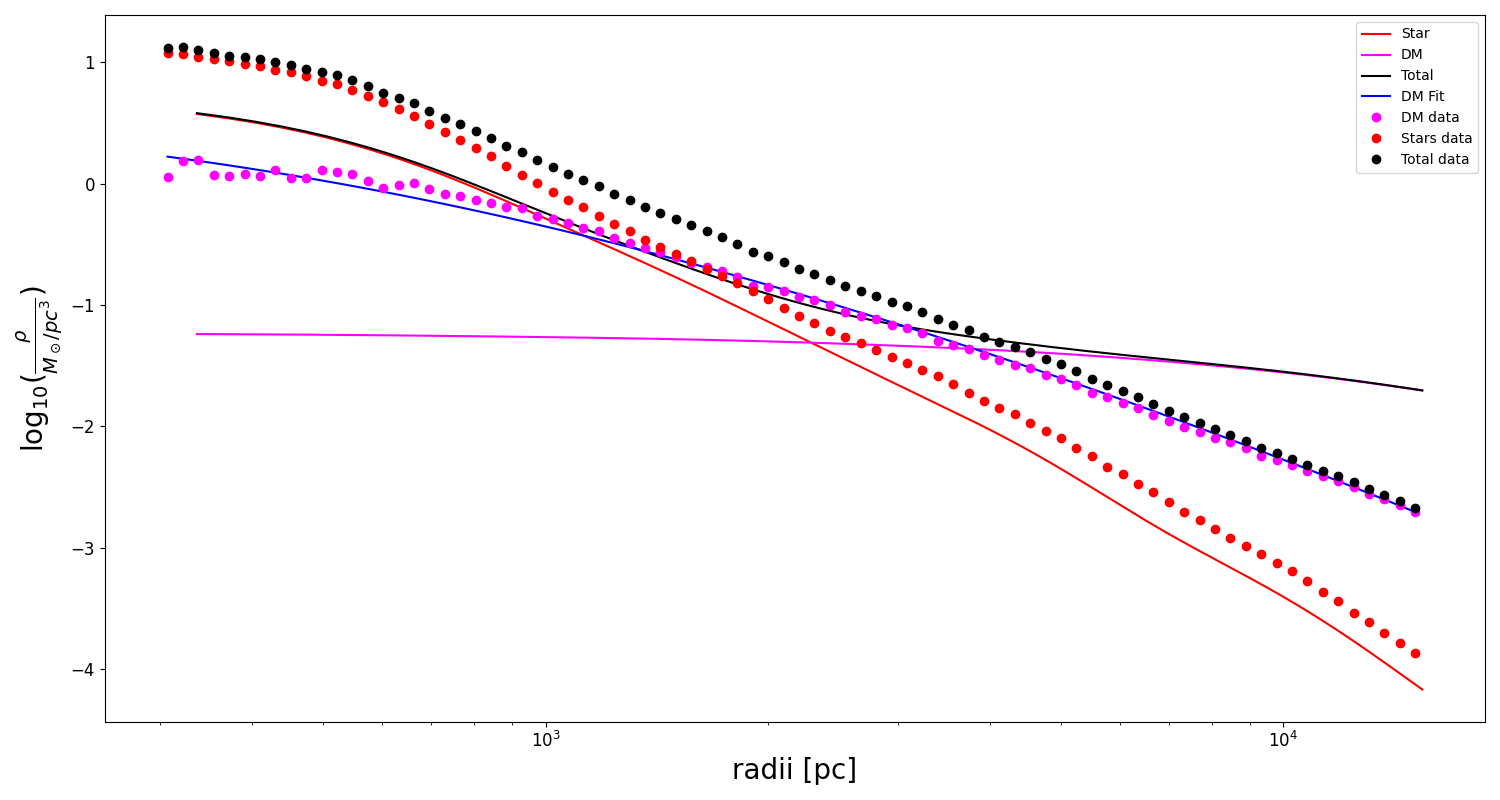 1
0
−1
−2
−3
−4
log10(ρ / M⊙/pc³)
10³
10⁴
radii [pc]
Star
DM
Total
DM Fit
DM data
Stars data
Total data